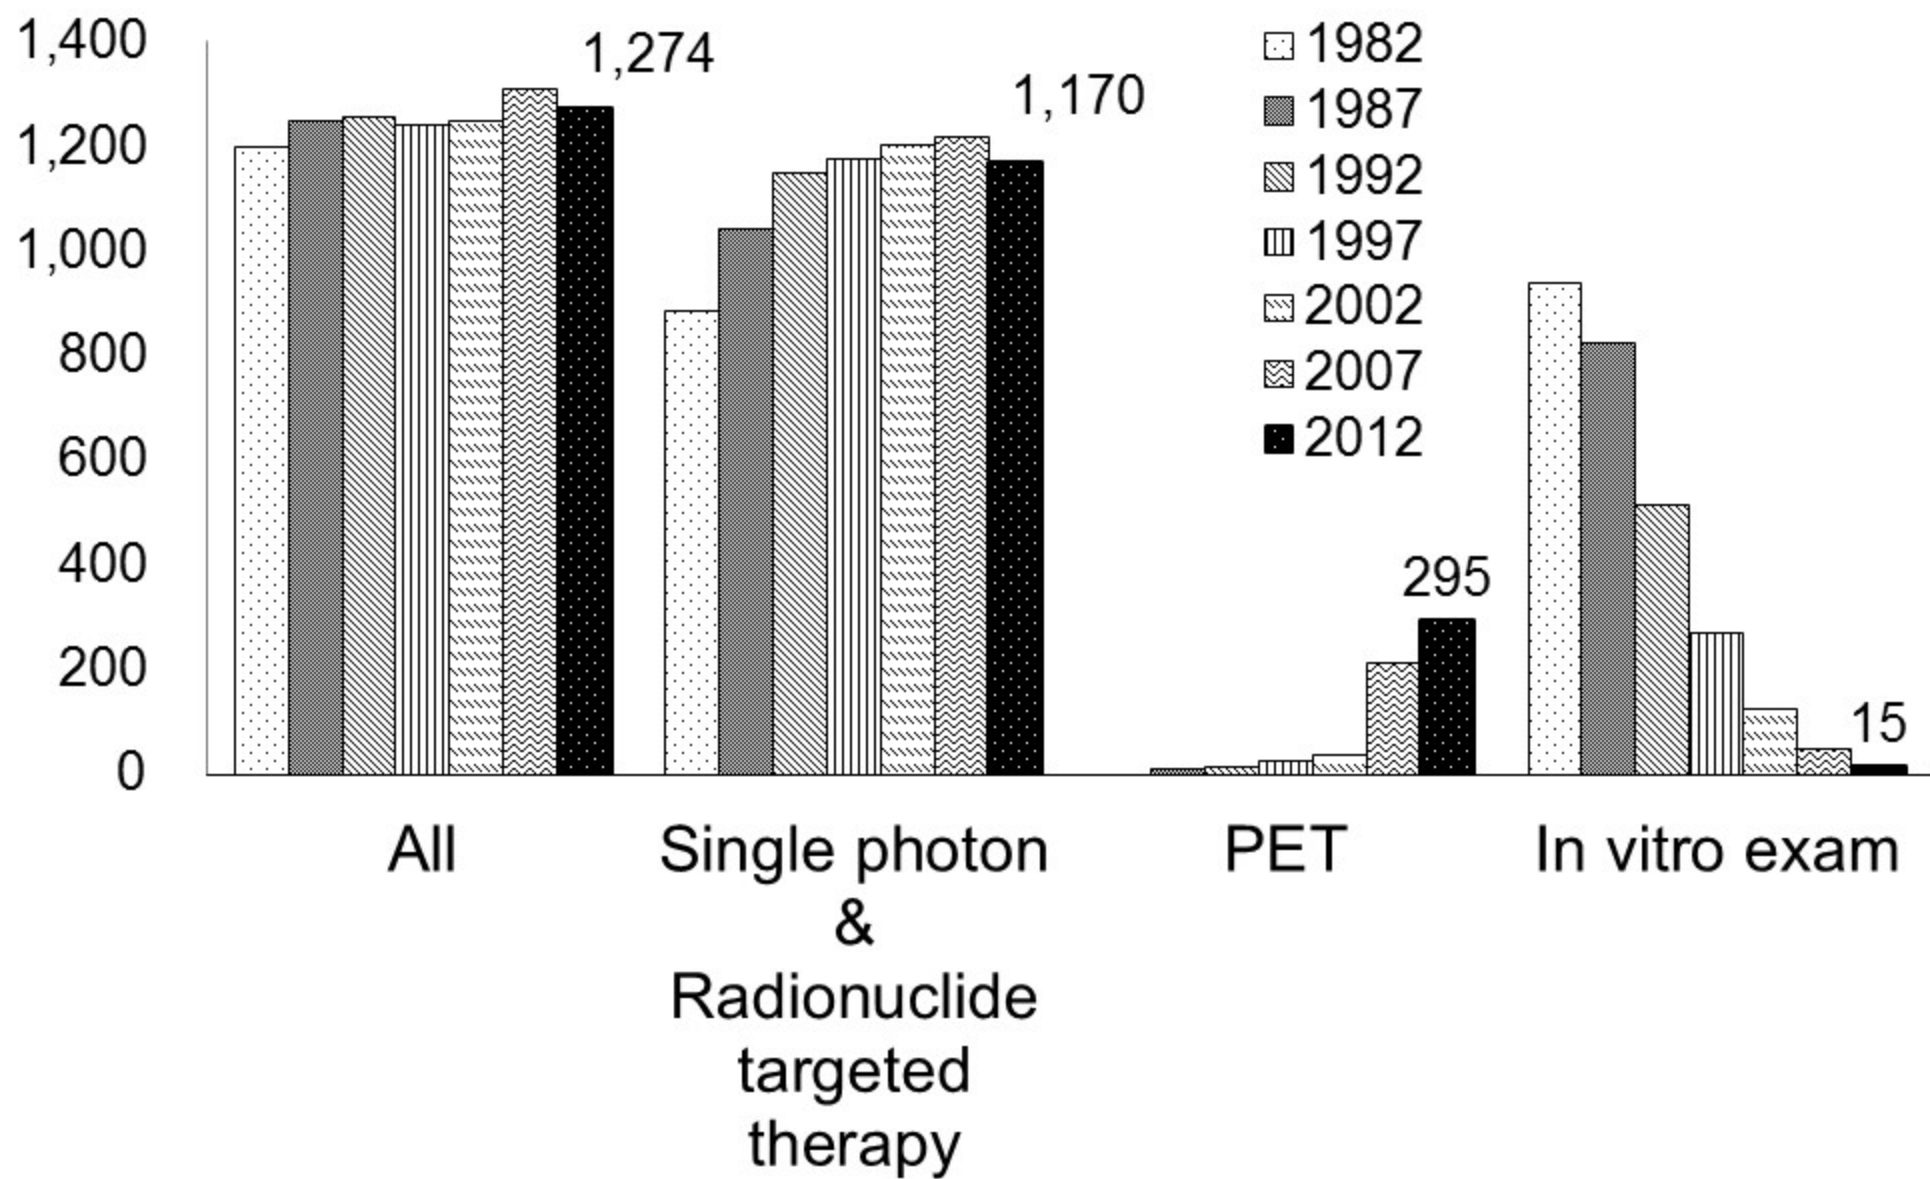 1,400
1,200
1,000
800
600
400
200
0
1,274
1,170
295
15
1982
1987
1992
1997
2002
2007
2012
All
Single photon
&
Radionuclide
targeted
therapy
PET
In vitro exam